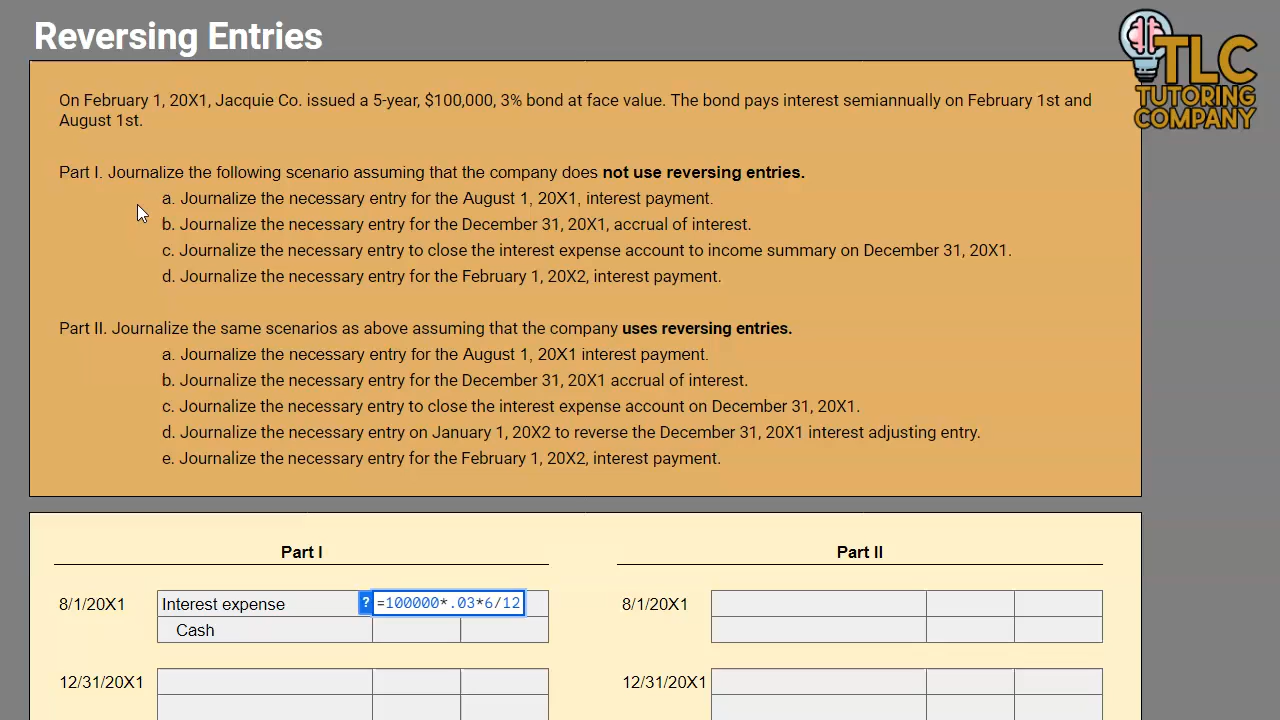 Reversing Entries
TLC
TUTORING
COMPANY
On February 1, 20X1, Jacquie Co. issued a 5-year, $100,000, 3% bond at face value. The bond pays interest semiannually on February 1st and
August 1st.
Part I. Journalize the following scenario assuming that the company does not use reversing entries.
a. Journalize the necessary entry for the August 1, 20X1, interest payment.
b. Journalize the necessary entry for the December 31, 20X1, accrual of interest.
c. Journalize the necessary entry to close the interest expense account to income summary on December 31, 20X1.
d. Journalize the necessary entry for the February 1, 20X2, interest payment.
Part II. Journalize the same scenarios as above assuming that the company uses reversing entries.
a. Journalize the necessary entry for the August 1, 20X1 interest payment.
b. Journalize the necessary entry for the December 31, 20X1 accrual of interest.
c. Journalize the necessary entry to close the interest expense account on December 31, 20X1.
d. Journalize the necessary entry on January 1, 20X2 to reverse the December 31, 20X1 interest adjusting entry.
e. Journalize the necessary entry for the February 1, 20X2, interest payment.
Part I Part II
8/1/20X1 Interest expense ? =100000*.03*6/12 8/1/20X1
Cash
12/31/20X1 12/31/20X1